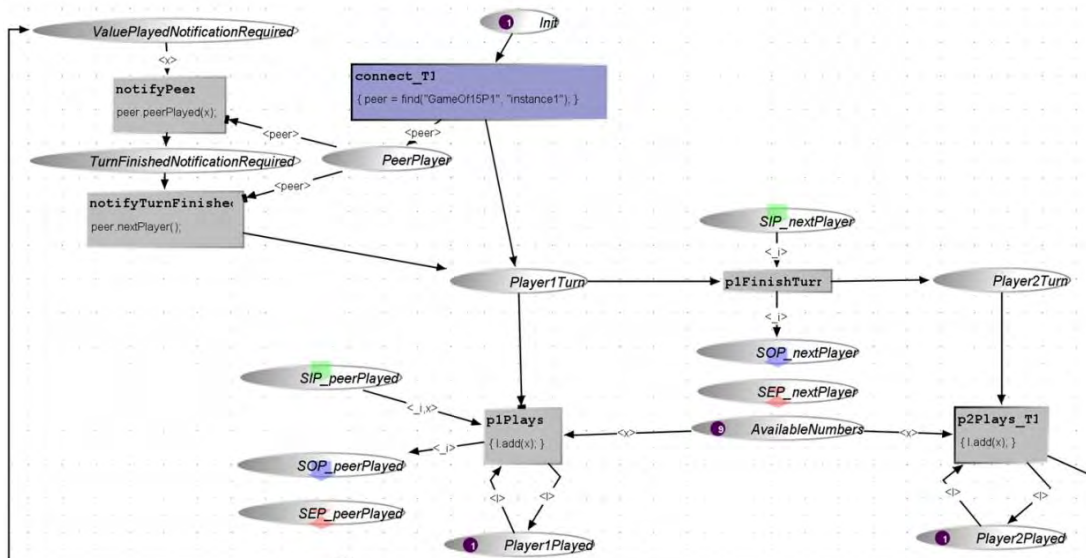 1
Init
ValuePlayedNotificationRequired
<x>
connect_T1
{ peer = find("GameOf15P1", "instance1"); }
notifyPeer
peer.peerPlayed(x);
<peer>
<peer>
TurnFinishedNotificationRequired
PeerPlayer
<peer>
notifyTurnFinished
peer.nextPlayer();
SIP_nextPlayer
<_i>
Player1Turn
p1FinishTurr
Player2Turn
<_i>
SOP_nextPlayer
SIP_peerPlayed
SEP_nextPlayer
<_i,x>
p1Plays
{ l.add(x); }
<x>
9
AvailableNumbers
<x>
p2Plays_T1
{ l.add(x), }
<_i>
SOP_peerPlayed
<l>
<l>
<l>
<l>
SEP_peerPlayed
1
Player1Played
1
Player2Played